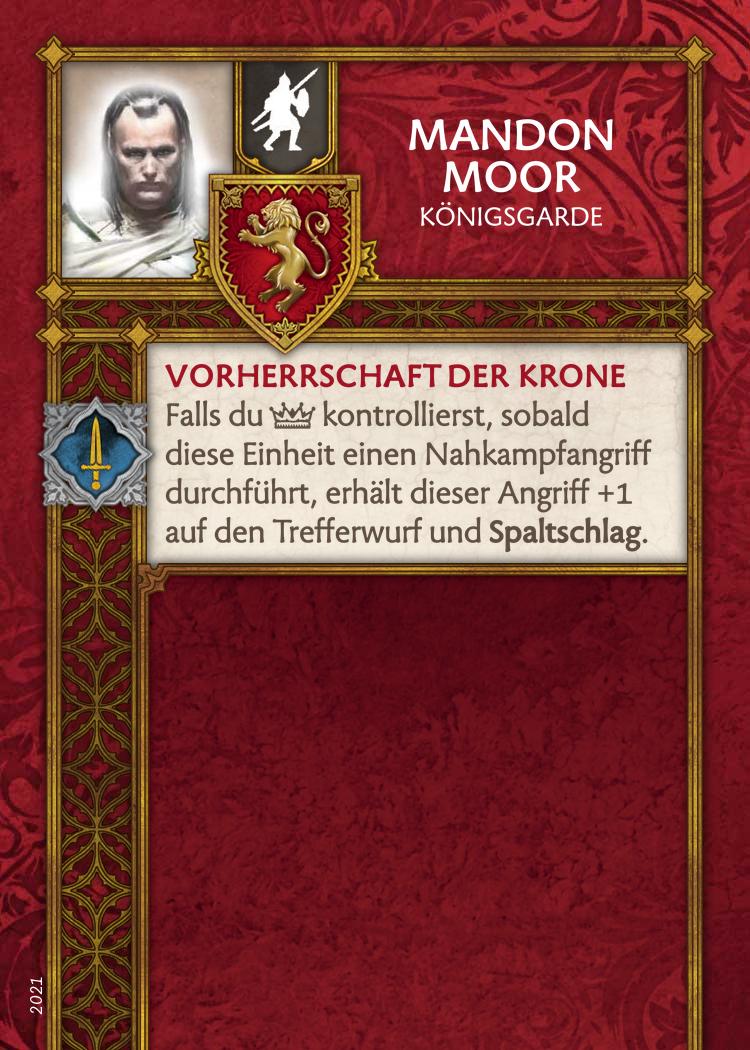 MANDON
MOOR
KÖNIGSGARDE
VORHERRSCHAFT DER KRONE
Falls du kontrollierst, sobald
diese Einheit einen Nahkampfangriff
durchführt, erhält dieser Angriff +1
auf den Trefferwurf und Spaltschlag.
2021